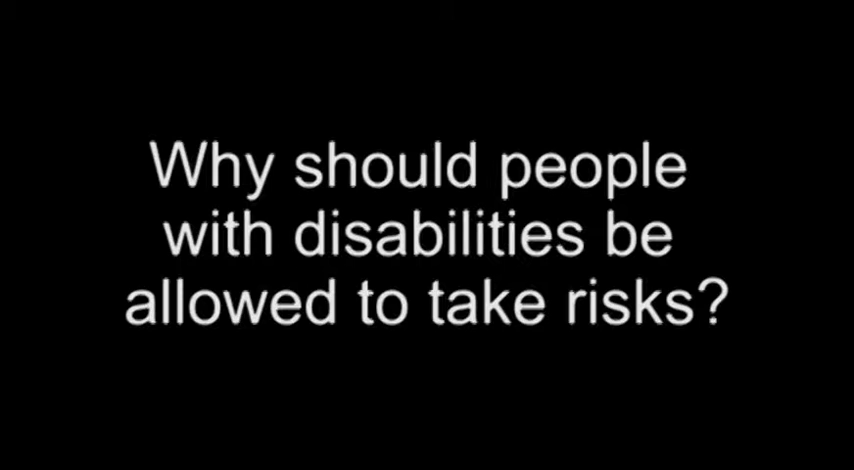 Why should people
with disabilities be
allowed to take risks?